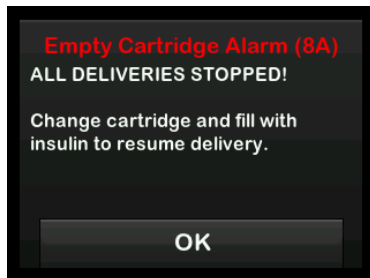 Empty Cartridge Alarm (8A)
ALL DELIVERIES STOPPED!
Change cartridge and fill with
insulin to resume delivery.
OK